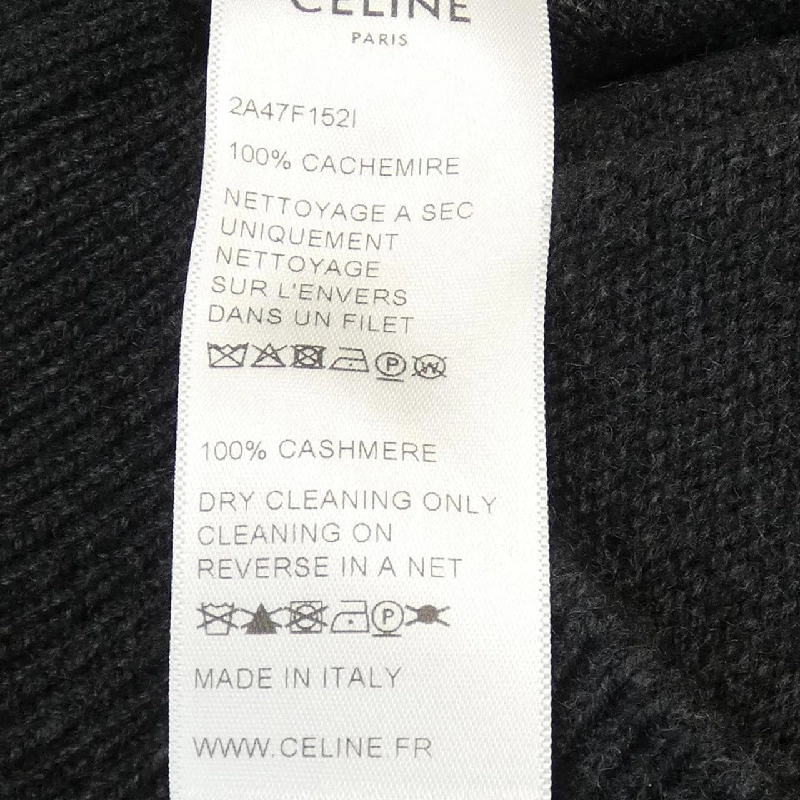 CELINE
PARIS
2A47F152I
100% CACHEMIRE
NETTOYAGE A SEC
UNIQUEMENT
NETTOYAGE
SUR L'ENVERS
DANS UN FILET
P W
100% CASHMERE
DRY CLEANING ONLY
CLEANING ON
REVERSE IN A NET
P
MADE IN ITALY
WWW.CELINE.FR